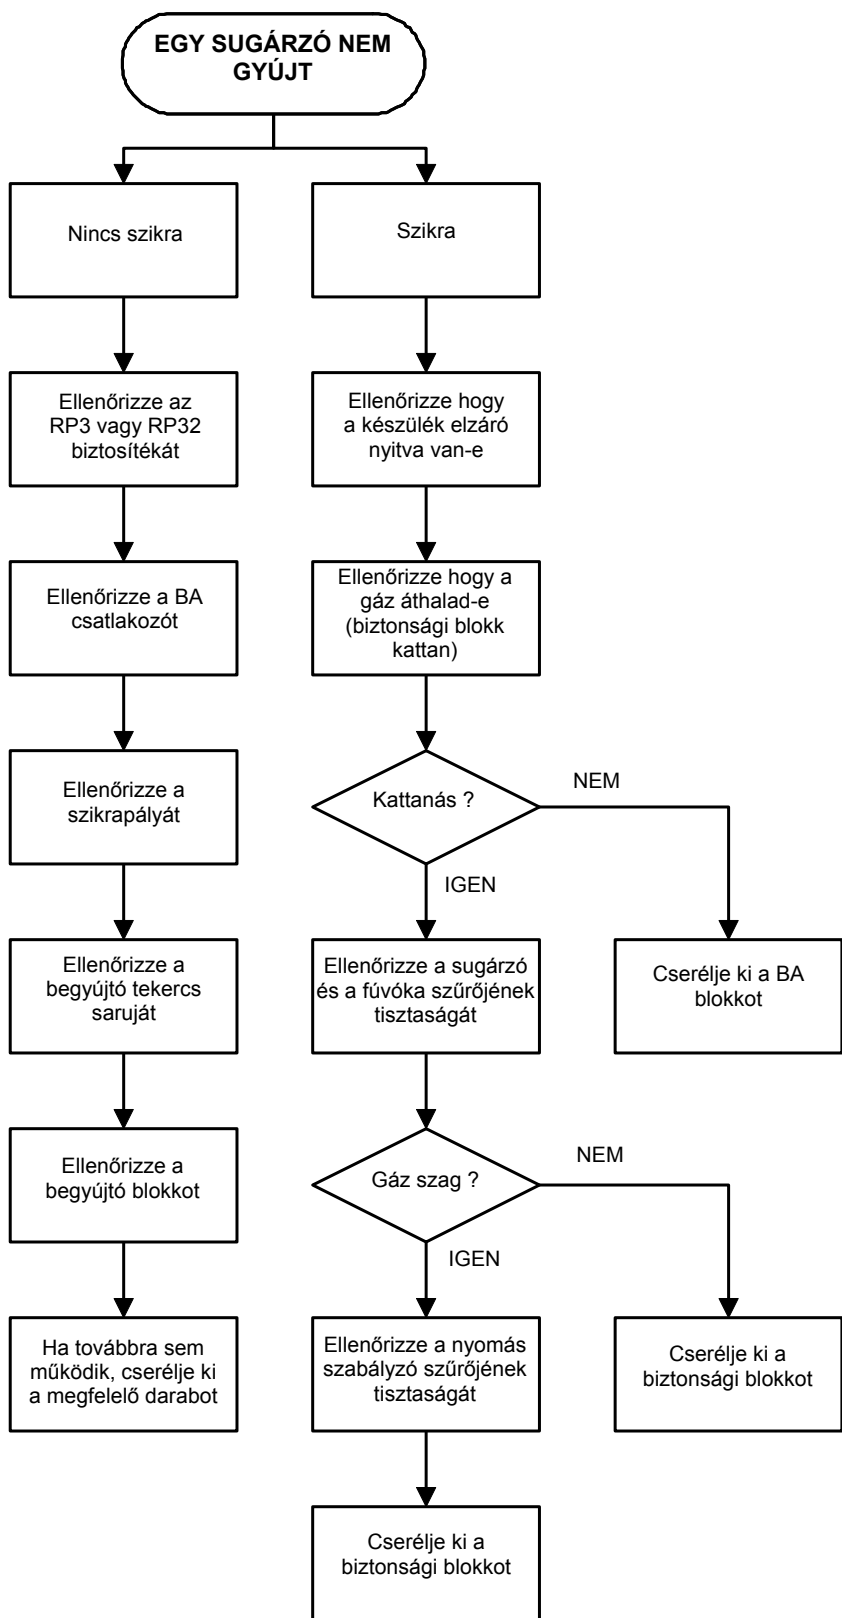 EGY SUGÁRZÓ NEM
GYÚJT
Nincs szikra
Szikra
Ellenőrizze az
RP3 vagy RP32
biztosítékát
Ellenőrizze hogy
a készülék elzáró
nyitva van-e
Ellenőrizze a BA
csatlakozót
Ellenőrizze hogy a
gáz áthalad-e
(biztonsági blokk
kattan)
Ellenőrizze a
szikrapályát
Kattanás ?
NEM
IGEN
Ellenőrizze a
begyújtó tekercs
saruját
Ellenőrizze a sugárzó
és a fúvóka szűrőjének
tisztaságát
Cserélje ki a BA
blokkot
Ellenőrizze a
begyújtó blokkot
Gáz szag ?
NEM
IGEN
Ha továbbra sem
működik, cserélje ki
a megfelelő darabot
Ellenőrizze a nyomás
szabályzó szűrőjének
tisztaságát
Cserélje ki a
biztonsági blokkot
Cserélje ki a
biztonsági blokkot